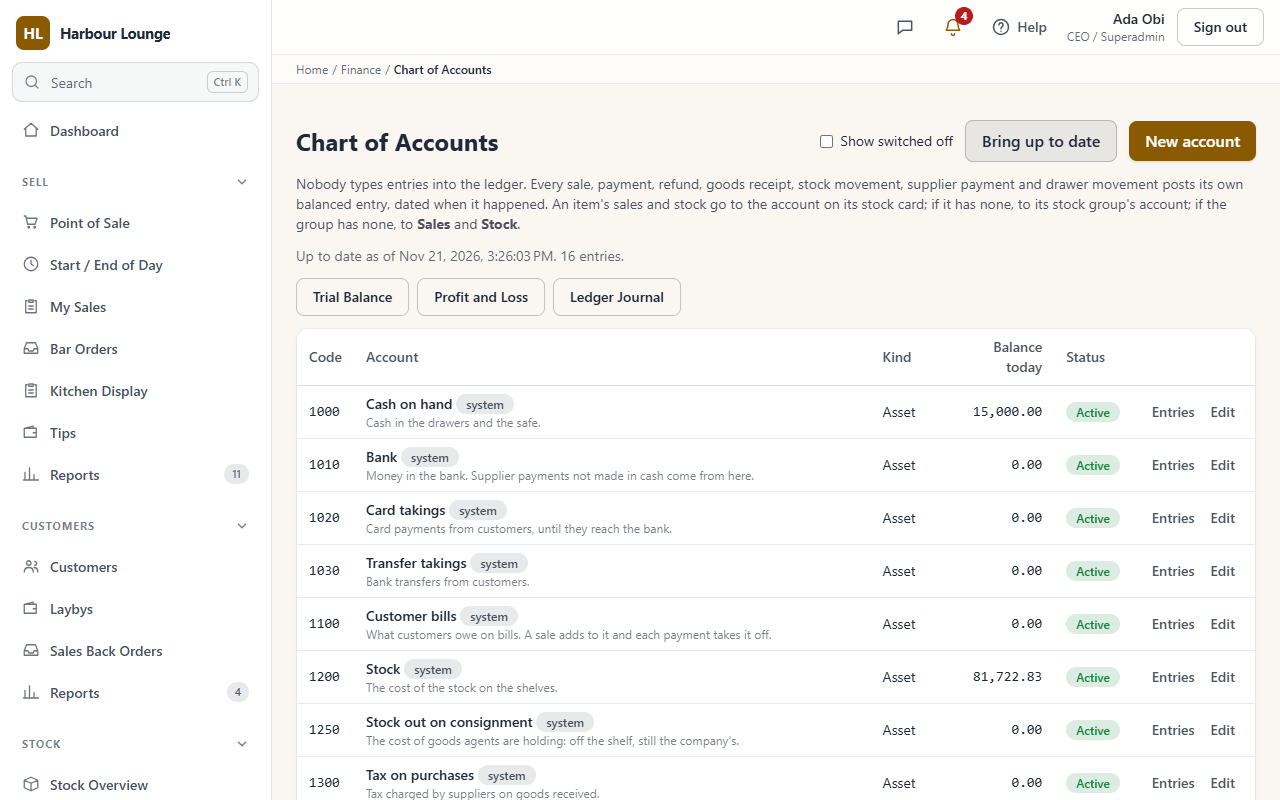 HL Harbour Lounge
Search Ctrl K
Dashboard
SELL
Point of Sale
Start / End of Day
My Sales
Bar Orders
Kitchen Display
Tips
Reports 11
CUSTOMERS
Customers
Laybys
Sales Back Orders
Reports 4
STOCK
Stock Overview
4
Help
Ada Obi
CEO / Superadmin
Sign out
Home / Finance / Chart of Accounts
Chart of Accounts
Show switched off
Bring up to date
New account
Nobody types entries into the ledger. Every sale, payment, refund, goods receipt, stock movement, supplier payment and drawer movement posts its own
balanced entry, dated when it happened. An item's sales and stock go to the account on its stock card; if it has none, to its stock group's account; if the
group has none, to Sales and Stock.
Up to date as of Nov 21, 2026, 3:26:03 PM. 16 entries.
Trial Balance
Profit and Loss
Ledger Journal
Code Account Kind Balance today Status
1000 Cash on hand system Asset 15,000.00 Active Entries Edit
Cash in the drawers and the safe.
1010 Bank system Asset 0.00 Active Entries Edit
Money in the bank. Supplier payments not made in cash come from here.
1020 Card takings system Asset 0.00 Active Entries Edit
Card payments from customers, until they reach the bank.
1030 Transfer takings system Asset 0.00 Active Entries Edit
Bank transfers from customers.
1100 Customer bills system Asset 0.00 Active Entries Edit
What customers owe on bills. A sale adds to it and each payment takes it off.
1200 Stock system Asset 81,722.83 Active Entries Edit
The cost of the stock on the shelves.
1250 Stock out on consignment system Asset 0.00 Active Entries Edit
The cost of goods agents are holding: off the shelf, still the company's.
1300 Tax on purchases system Asset 0.00 Active Entries Edit
Tax charged by suppliers on goods received.